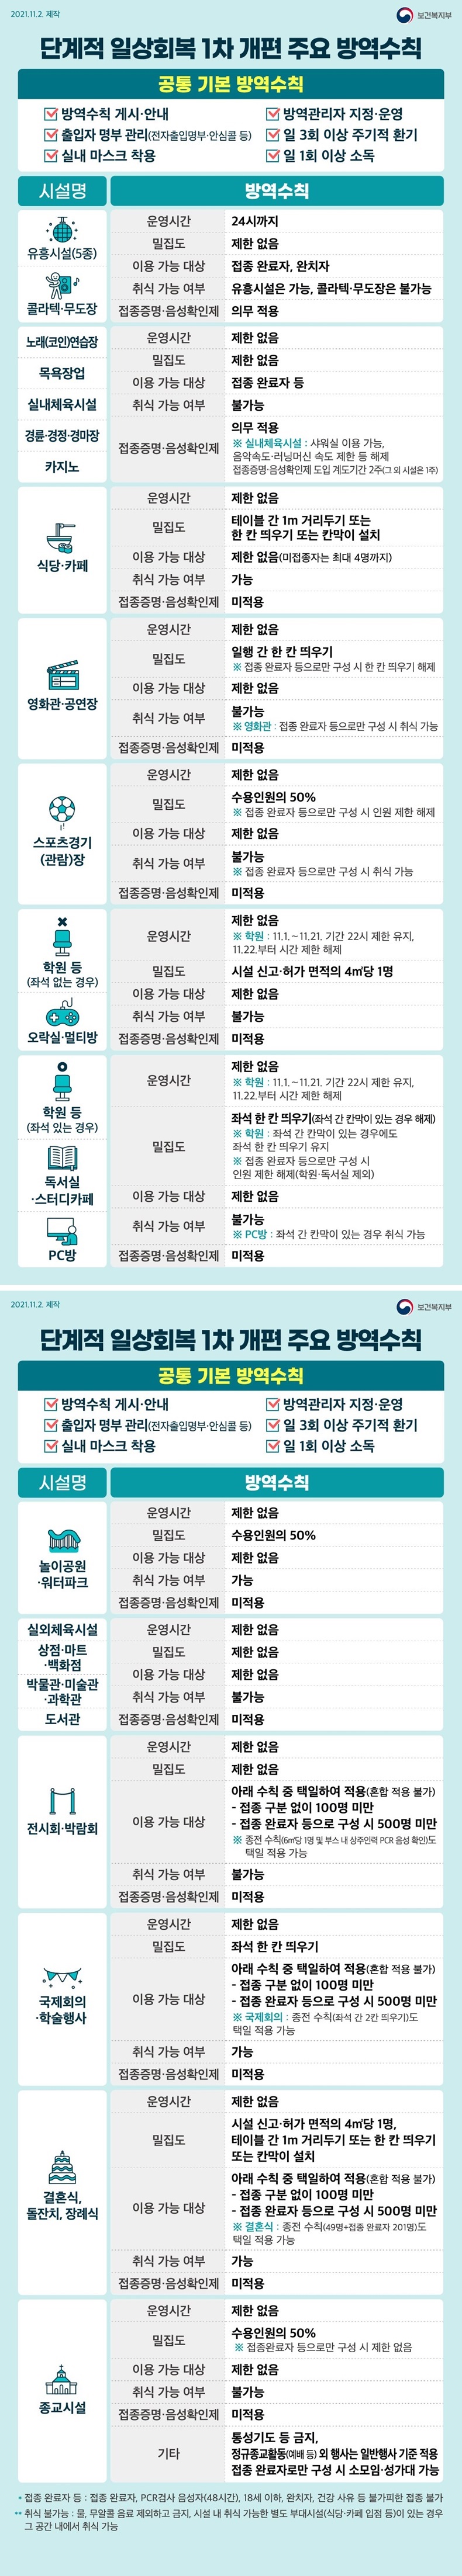 2021.11.2. 제작
보건복지부
단계적 일상회복 1차 개편 주요 방역수칙
공통 기본 방역수칙
방역수칙 게시·안내
방역관리자 지정·운영
출입자 명부 관리(전자출입명부·안심콜 등)
일 3회 이상 주기적 환기
실내 마스크 착용
일 1회 이상 소독
시설명
방역수칙
유흥시설(5종)
콜라텍·무도장
운영시간
24시까지
밀집도
제한 없음
이용 가능 대상
접종 완료자, 완치자
취식 가능 여부
유흥시설은 가능, 콜라텍·무도장은 불가능
접종증명·음성확인제
의무 적용
노래(코인)연습장
목욕장업
실내체육시설
경륜·경정·경마장
카지노
운영시간
제한 없음
밀집도
제한 없음
이용 가능 대상
접종 완료자 등
취식 가능 여부
불가능
접종증명·음성확인제
의무 적용
※ 실내체육시설 : 샤워실 이용 가능,
음악속도·러닝머신 속도 제한 등 해제
접종증명·음성확인제 도입 계도기간 2주(그 외 시설은 1주)
식당·카페
운영시간
제한 없음
밀집도
테이블 간 1m 거리두기 또는
한 칸 띄우기 또는 칸막이 설치
이용 가능 대상
제한 없음(미접종자는 최대 4명까지)
취식 가능 여부
가능
접종증명·음성확인제
미적용
영화관·공연장
운영시간
제한 없음
밀집도
일행 간 한 칸 띄우기
※ 접종 완료자 등으로만 구성 시 한 칸 띄우기 해제
이용 가능 대상
제한 없음
취식 가능 여부
불가능
※ 영화관 : 접종 완료자 등으로만 구성 시 취식 가능
접종증명·음성확인제
미적용
스포츠경기
(관람)장
운영시간
제한 없음
밀집도
수용인원의 50%
※ 접종 완료자 등으로만 구성 시 인원 제한 해제
이용 가능 대상
제한 없음
취식 가능 여부
불가능
※ 접종 완료자 등으로만 구성 시 취식 가능
접종증명·음성확인제
미적용
학원 등
(좌석 없는 경우)
오락실·멀티방
운영시간
제한 없음
※ 학원 : 11.1.~11.21. 기간 22시 제한 유지,
11.22.부터 시간 제한 해제
밀집도
시설 신고·허가 면적의 4㎡당 1명
이용 가능 대상
제한 없음
취식 가능 여부
불가능
접종증명·음성확인제
미적용
학원 등
(좌석 있는 경우)
독서실
·스터디카페
PC방
운영시간
제한 없음
※ 학원 : 11.1.~11.21. 기간 22시 제한 유지,
11.22.부터 시간 제한 해제
밀집도
좌석 한 칸 띄우기(좌석 간 칸막이 있는 경우 해제)
※ 학원 : 좌석 간 칸막이 있는 경우에도
좌석 한 칸 띄우기 유지
※ 접종 완료자 등으로만 구성 시
인원 제한 해제(학원·독서실 제외)
이용 가능 대상
제한 없음
취식 가능 여부
불가능
※ PC방 : 좌석 간 칸막이 있는 경우 취식 가능
접종증명·음성확인제
미적용
2021.11.2. 제작
보건복지부
단계적 일상회복 1차 개편 주요 방역수칙
공통 기본 방역수칙
방역수칙 게시·안내
방역관리자 지정·운영
출입자 명부 관리(전자출입명부·안심콜 등)
일 3회 이상 주기적 환기
실내 마스크 착용
일 1회 이상 소독
시설명
방역수칙
놀이공원
·워터파크
운영시간
제한 없음
밀집도
수용인원의 50%
이용 가능 대상
제한 없음
취식 가능 여부
가능
접종증명·음성확인제
미적용
실외체육시설
상점·마트
·백화점
박물관·미술관
·과학관
도서관
운영시간
제한 없음
밀집도
제한 없음
이용 가능 대상
제한 없음
취식 가능 여부
불가능
접종증명·음성확인제
미적용
전시회·박람회
운영시간
제한 없음
밀집도
제한 없음
이용 가능 대상
아래 수칙 중 택일하여 적용(혼합 적용 불가)
- 접종 구분 없이 100명 미만
- 접종 완료자 등으로 구성 시 500명 미만
※ 종전 수칙(6㎡당 1명 및 부스 내 상주인력 PCR 음성 확인)도
택일 적용 가능
취식 가능 여부
불가능
접종증명·음성확인제
미적용
국제회의
·학술행사
운영시간
제한 없음
밀집도
좌석 한 칸 띄우기
이용 가능 대상
아래 수칙 중 택일하여 적용(혼합 적용 불가)
- 접종 구분 없이 100명 미만
- 접종 완료자 등으로 구성 시 500명 미만
※ 국제회의 : 종전 수칙(좌석 간 2칸 띄우기)도
택일 적용 가능
취식 가능 여부
가능
접종증명·음성확인제
미적용
결혼식,
돌잔치, 장례식
운영시간
제한 없음
밀집도
시설 신고·허가 면적의 4㎡당 1명,
테이블 간 1m 거리두기 또는 한 칸 띄우기
또는 칸막이 설치
이용 가능 대상
아래 수칙 중 택일하여 적용(혼합 적용 불가)
- 접종 구분 없이 100명 미만
- 접종 완료자 등으로 구성 시 500명 미만
※ 결혼식 : 종전 수칙(49명+접종 완료자 201명)도
택일 적용 가능
취식 가능 여부
가능
접종증명·음성확인제
미적용
종교시설
운영시간
제한 없음
밀집도
수용인원의 50%
※ 접종완료자 등으로만 구성 시 제한 없음
이용 가능 대상
제한 없음
취식 가능 여부
불가능
접종증명·음성확인제
미적용
기타
통성기도 등 금지,
정규종교활동(예배 등) 외 행사는 일반행사 기준 적용
접종 완료자로만 구성 시 소모임·성가대 가능
• 접종 완료자 등 : 접종 완료자, PCR검사 음성자(48시간), 18세 이하, 완치자, 건강 사유 등 불가피한 접종 불가
•• 취식 불가능 : 물, 무알콜 음료 제외하고 금지, 시설 내 취식 가능한 별도 부대시설(식당·카페 입점 등)이 있는 경우
그 공간 내에서 취식 가능